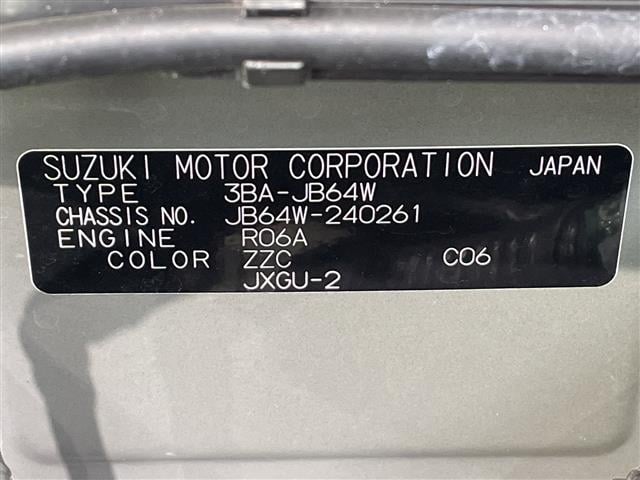 SUZUKI MOTOR CORPORATION JAPAN
TYPE 3BA-JB64W
CHASSIS NO. JB64W-240261
ENGINE R06A
COLOR ZZC C06
JXGU-2